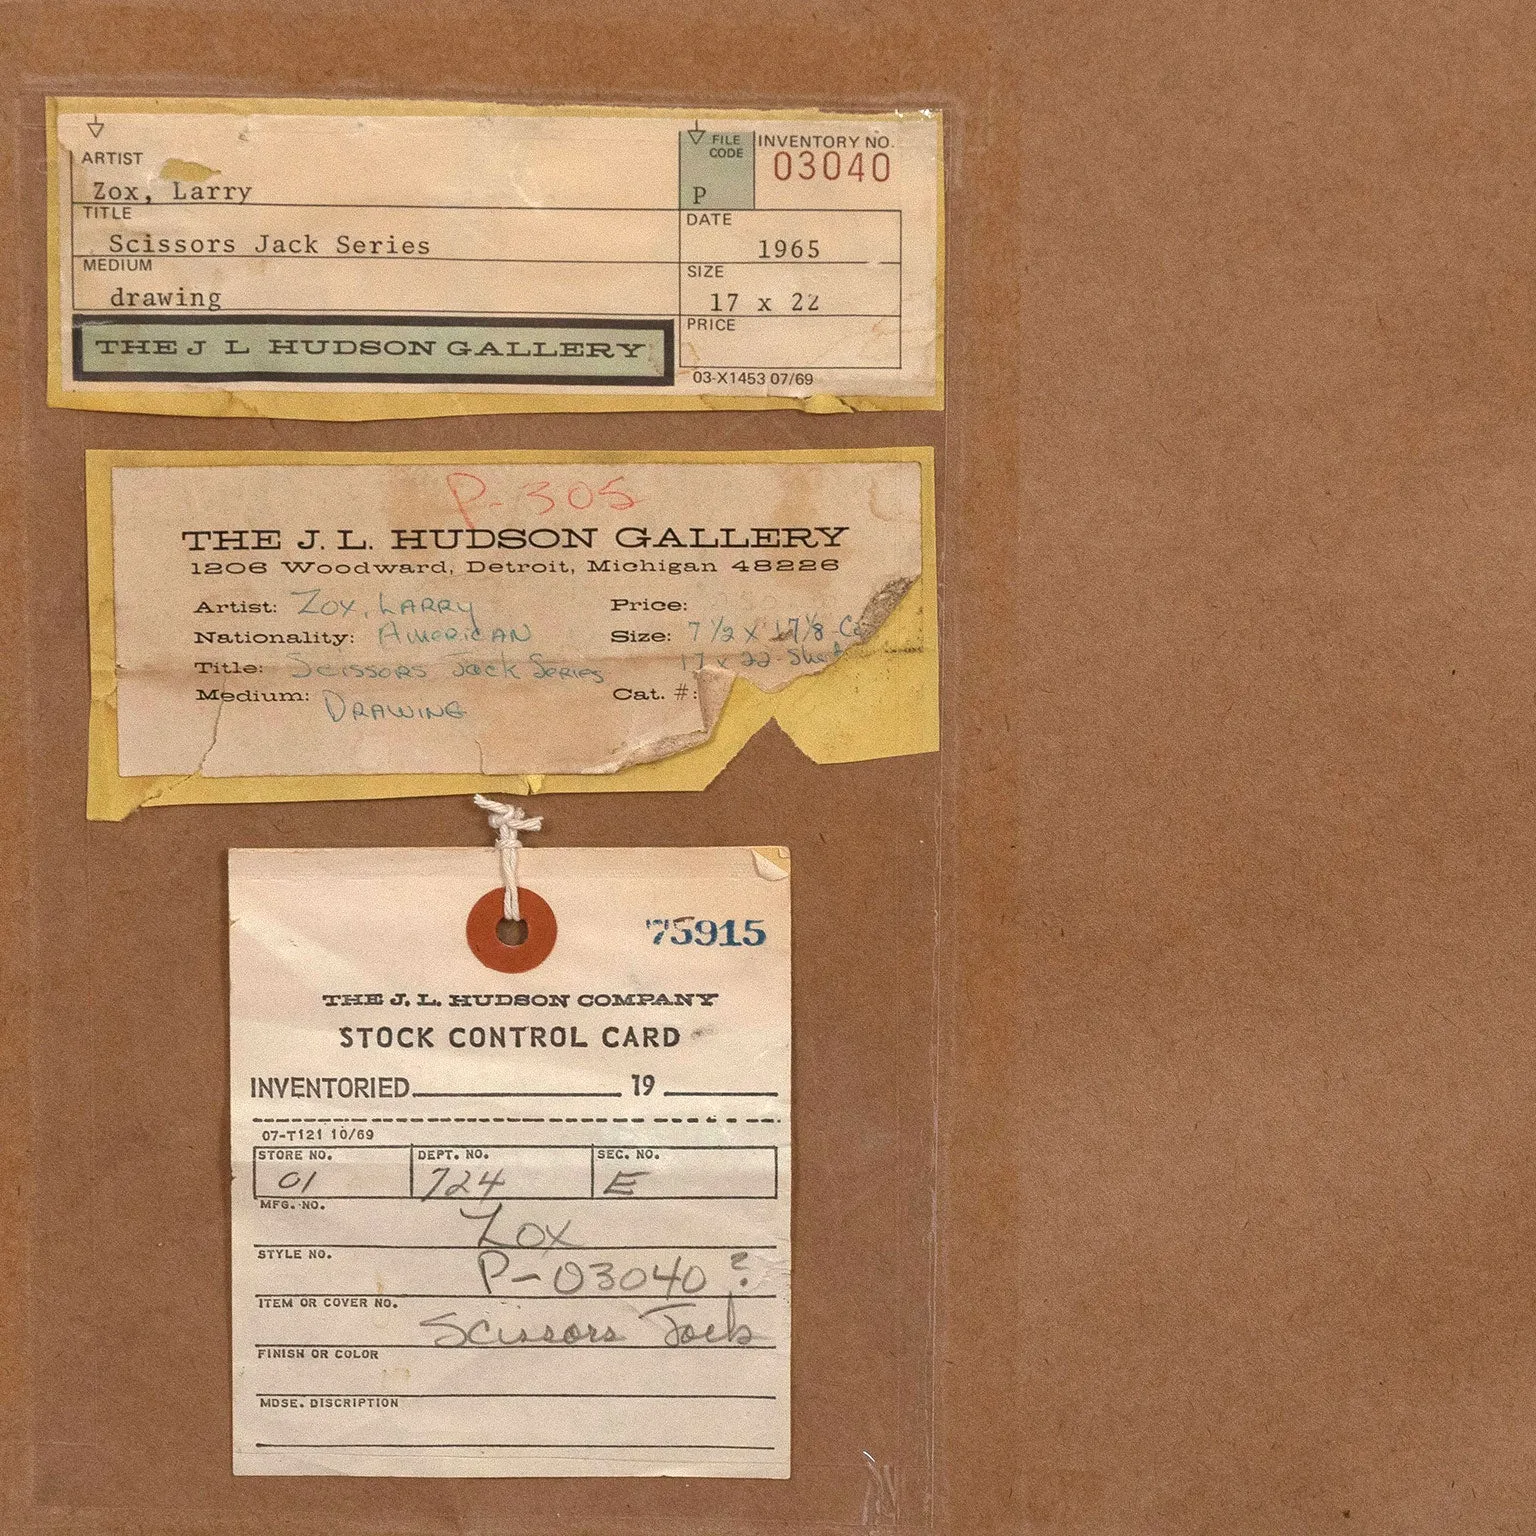 ARTIST
Zox, Larry
FILE CODE
P
INVENTORY NO.
03040
TITLE
Scissors Jack Series
DATE
1965
MEDIUM
drawing
SIZE
17 x 22
THE J L HUDSON GALLERY
PRICE
03-X1453 07/69
P-305
THE J. L. HUDSON GALLERY
1206 Woodward, Detroit, Michigan 48226
Artist: Zox, Larry
Price:
Nationality: American
Size: 7 1/2 x 17 1/8
17 x 22
Title: Scissors Jack Series
Medium: Drawing
Cat. #:
75915
THE J. L. HUDSON COMPANY
STOCK CONTROL CARD
INVENTORIED 19
07-T121 10/69
STORE NO. DEPT. NO. SEC. NO.
01 724 E
MFG. NO.
Zox
STYLE NO.
P-03040?
ITEM OR COVER NO.
Scissors Jack
FINISH OR COLOR
MDSE. DISCRIPTION